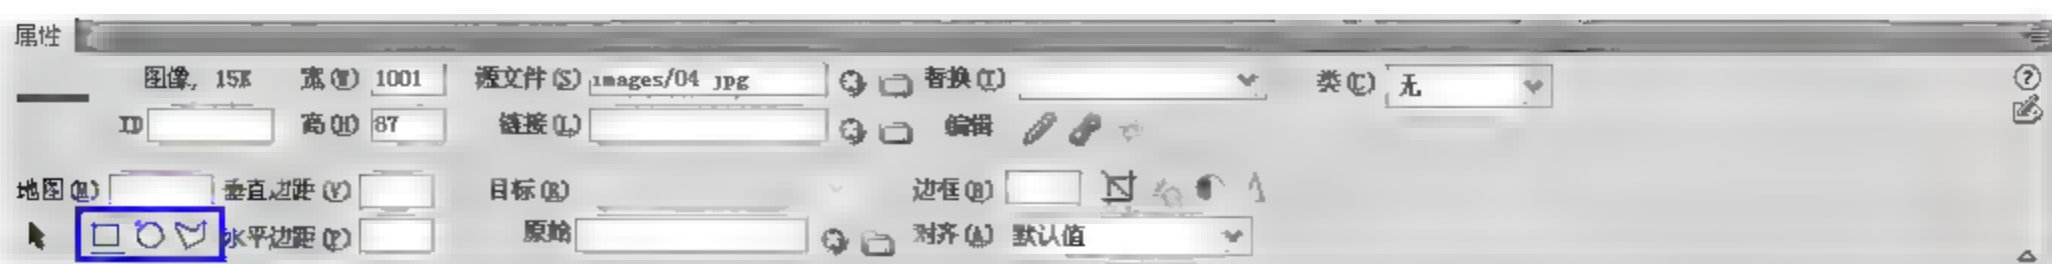 属性
图像, 15K 宽(W) 1001 源文件(S) images/04.jpg 替换(T) 类(C) 无
ID 高(H) 87 链接(L) 编辑
地图(M) 垂直边距(V) 目标(R) 边框(B)
水平边距(P) 原始 对齐(A) 默认值